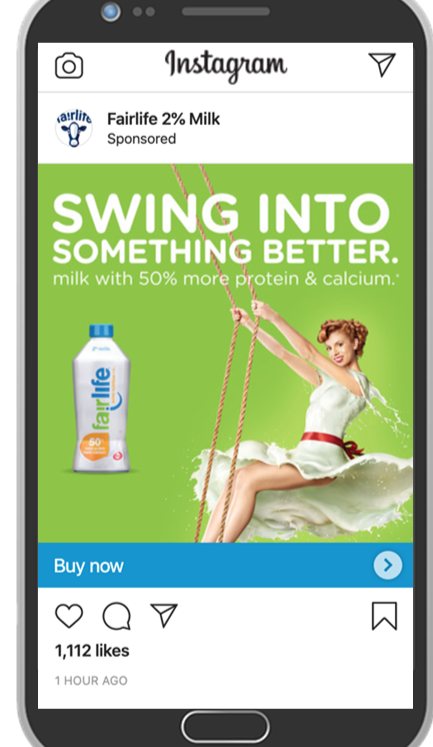 Instagram
fairlife
Fairlife 2% Milk
Sponsored
SWING INTO
SOMETHING BETTER.
milk with 50% more protein & calcium.*
fairlife
50%
Buy now
1,112 likes
1 HOUR AGO